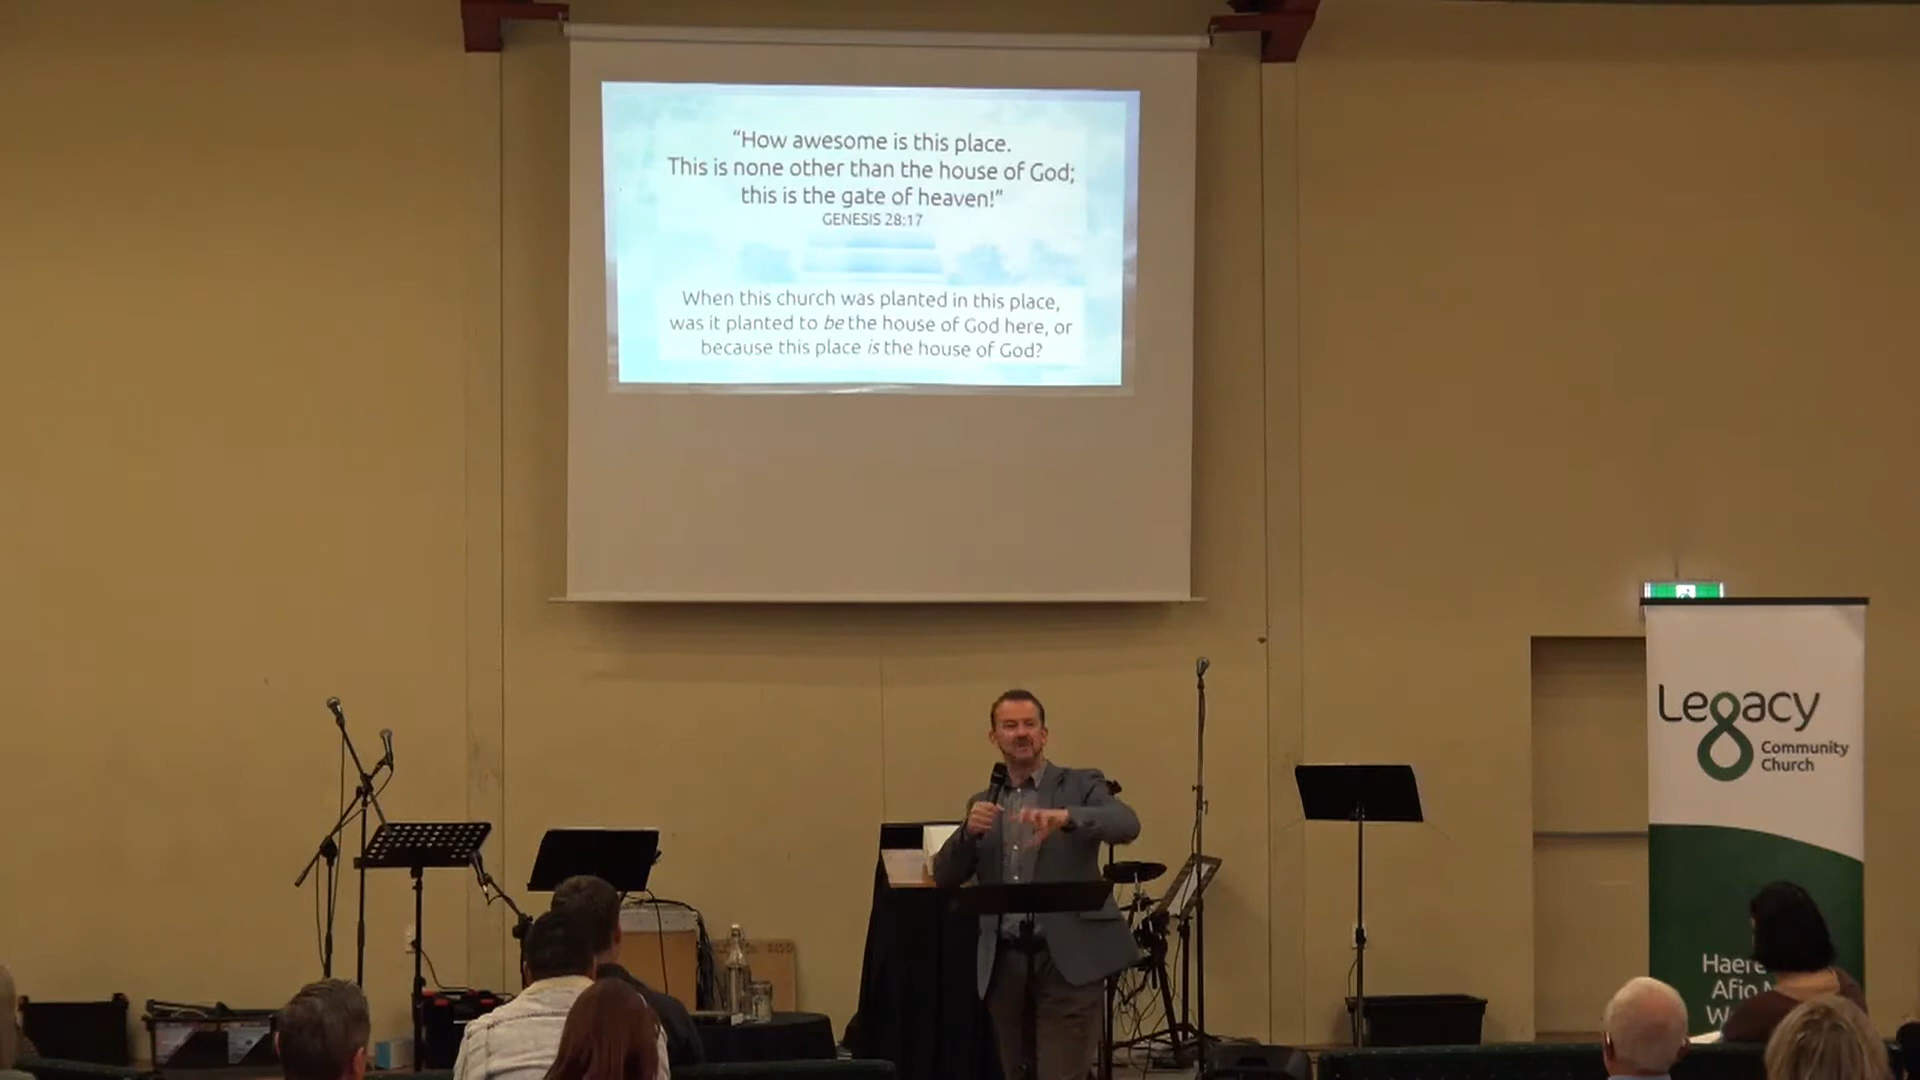 “How awesome is this place.
This is none other than the house of God;
this is the gate of heaven!”
GENESIS 28:17
When this church was planted in this place,
was it planted to be the house of God here, or
because this place is the house of God?
Legacy
Community
Church
Afio